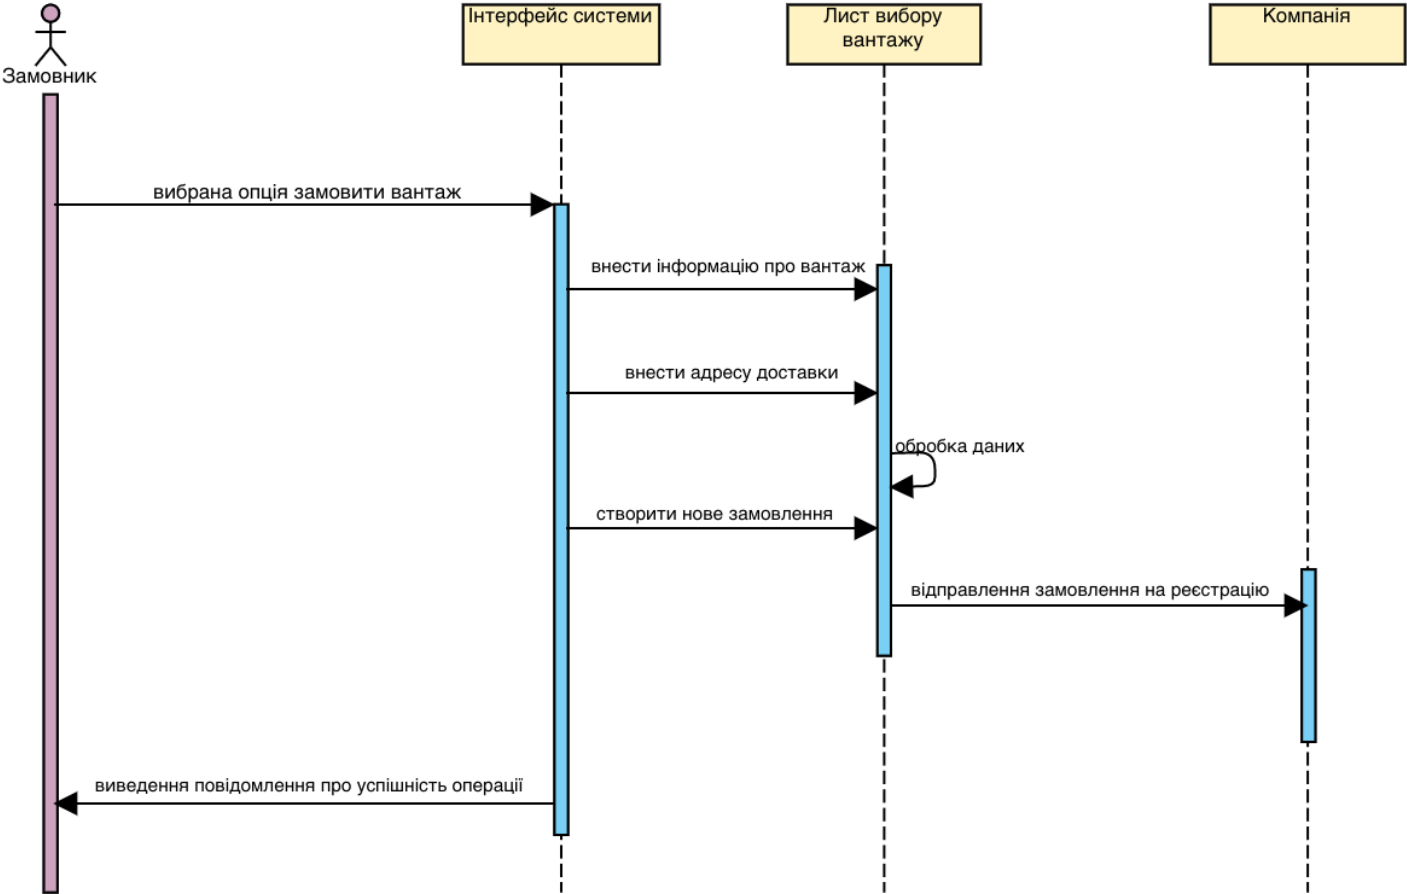 Замовник
Інтерфейс системи
Лист вибору
вантажу
Компанія
вибрана опція замовити вантаж
внести інформацію про вантаж
внести адресу доставки
обробка даних
створити нове замовлення
відправлення замовлення на реєстрацію
виведення повідомлення про успішність операції